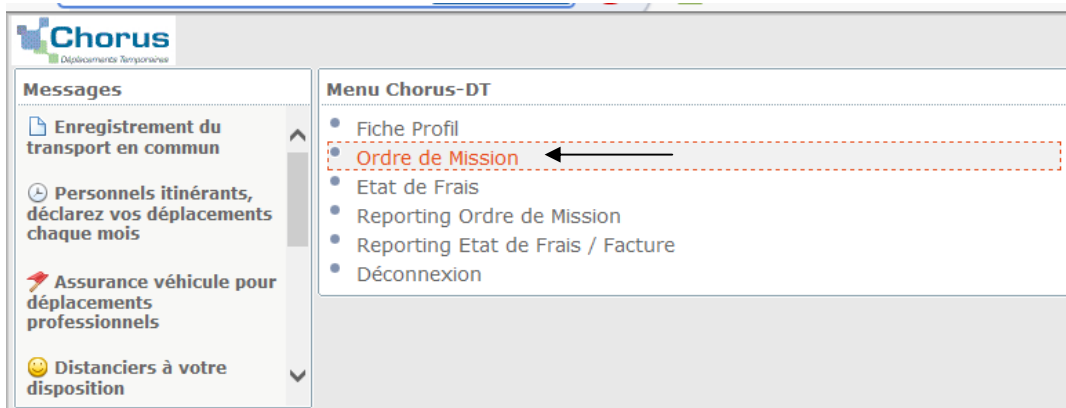 Chorus
Déplacements Temporaires
Messages
Enregistrement du
transport en commun
Personnels itinérants,
déclarez vos déplacements
chaque mois
Assurance véhicule pour
déplacements
professionnels
Distanciers à votre
disposition
Menu Chorus-DT
Fiche Profil
Ordre de Mission
Etat de Frais
Reporting Ordre de Mission
Reporting Etat de Frais / Facture
Déconnexion